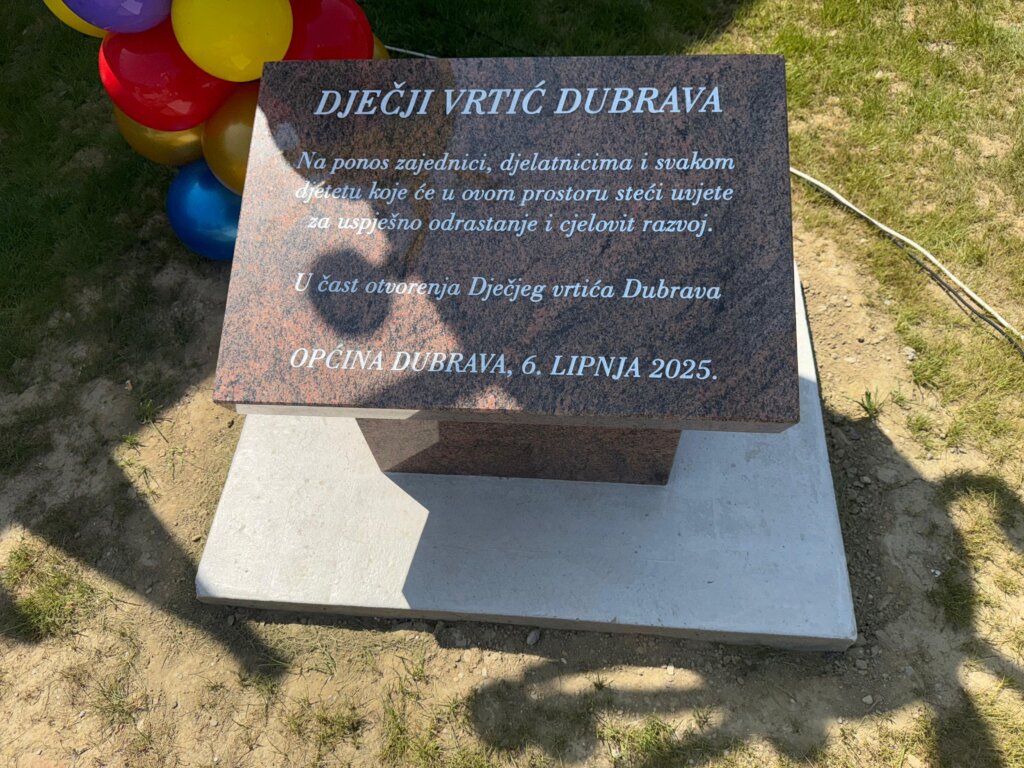 DJEČJI VRTIĆ DUBRAVA
Na ponos zajednici, djelatnicima i svakom
djetetu koje će u ovom prostoru steći uvjete
za uspješno odrastanje i cjelovit razvoj.
U čast otvorenja Dječjeg vrtića Dubrava
OPĆINA DUBRAVA, 6. LIPNJA 2025.